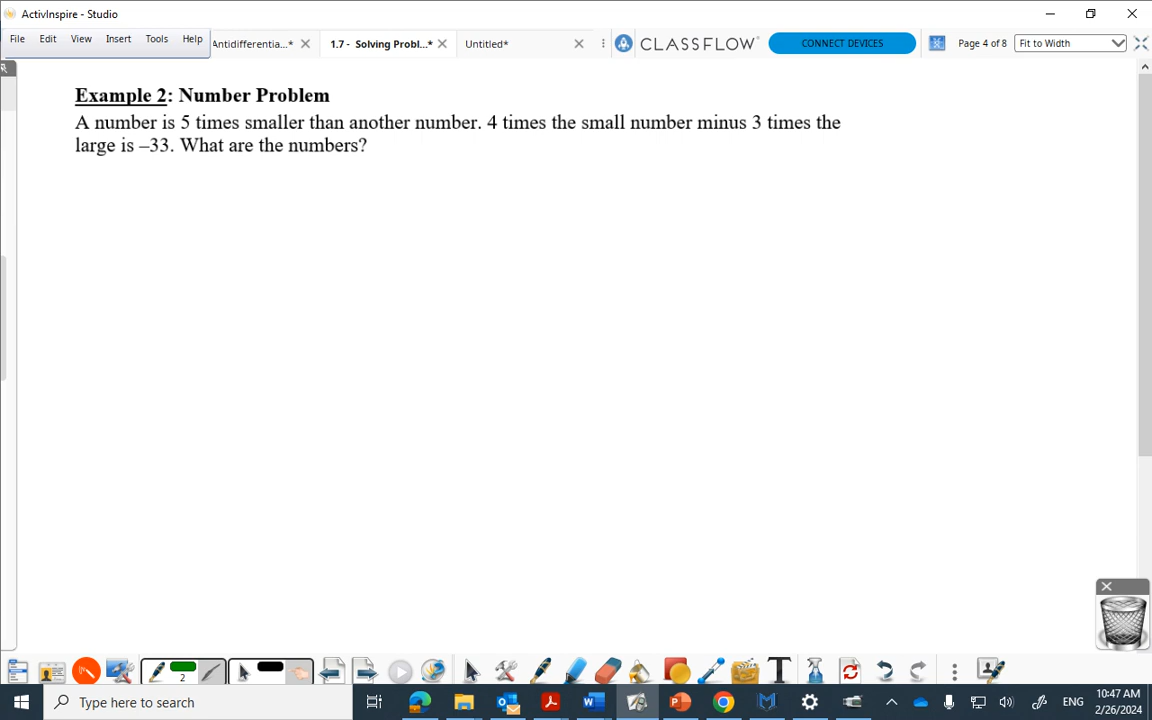 ActivInspire - Studio
File Edit View Insert Tools Help
Antidifferentia...* 1.7 - Solving Probl...* Untitled* CLASSFLOW CONNECT DEVICES Page 4 of 8 Fit to Width
Example 2: Number Problem
A number is 5 times smaller than another number. 4 times the small number minus 3 times the
large is –33. What are the numbers?
2
T
Type here to search
ENG
10:47 AM
2/26/2024